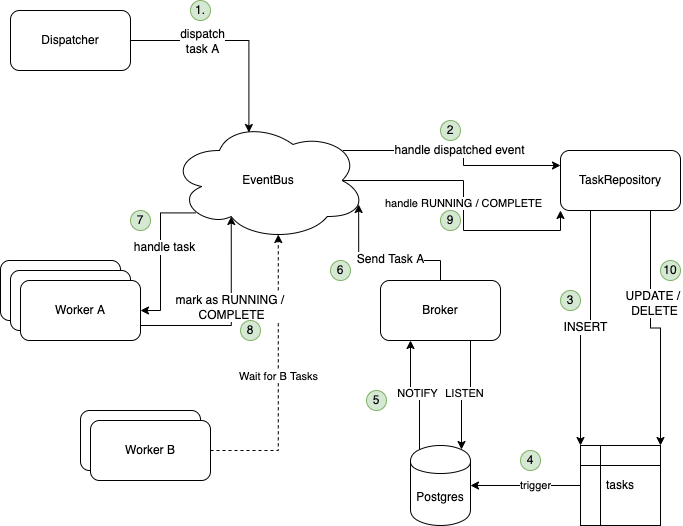 1.
Dispatcher
dispatch
task A
2
handle dispatched event
EventBus
TaskRepository
handle RUNNING / COMPLETE
9
7
handle task
Send Task A
6
10
3
UPDATE /
DELETE
mark as RUNNING /
COMPLETE
8
Worker A
Broker
INSERT
Wait for B Tasks
5
NOTIFY
LISTEN
Worker B
4
trigger
tasks
Postgres